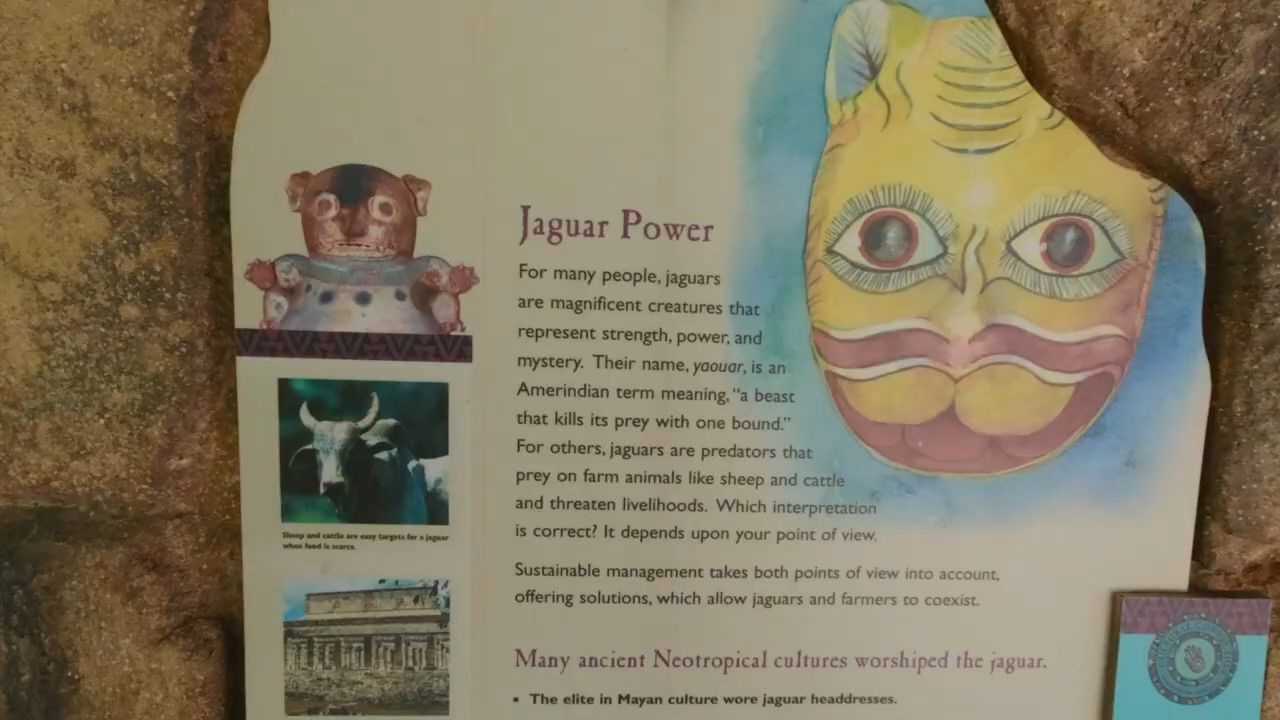 Jaguar Power
For many people, jaguars
are magnificent creatures that
represent strength, power, and
mystery. Their name, yaouar, is an
Amerindian term meaning, "a beast
that kills its prey with one bound."
For others, jaguars are predators that
prey on farm animals like sheep and cattle
and threaten livelihoods. Which interpretation
is correct? It depends upon your point of view.
Sustainable management takes both points of view into account,
offering solutions, which allow jaguars and farmers to coexist.
Many ancient Neotropical cultures worshiped the jaguar.
• The elite in Mayan culture wore jaguar headdresses.
Sheep and cattle are easy targets for a jaguar
when food is scarce.